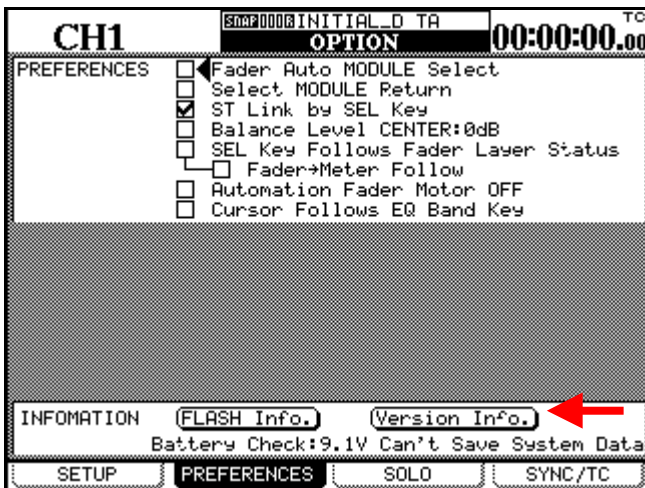 CH1
SNAP000:INITIAL_D TA
OPTION
TC
00:00:00.00
PREFERENCES
Fader Auto MODULE Select
Select MODULE Return
ST Link by SEL Key
Balance Level CENTER:0dB
SEL Key Follows Fader Layer Status
Fader→Meter Follow
Automation Fader Motor OFF
Cursor Follows EQ Band Key
INFOMATION
FLASH Info.
Version Info.
Battery Check:9.1V Can't Save System Data
SETUP
PREFERENCES
SOLO
SYNC/TC